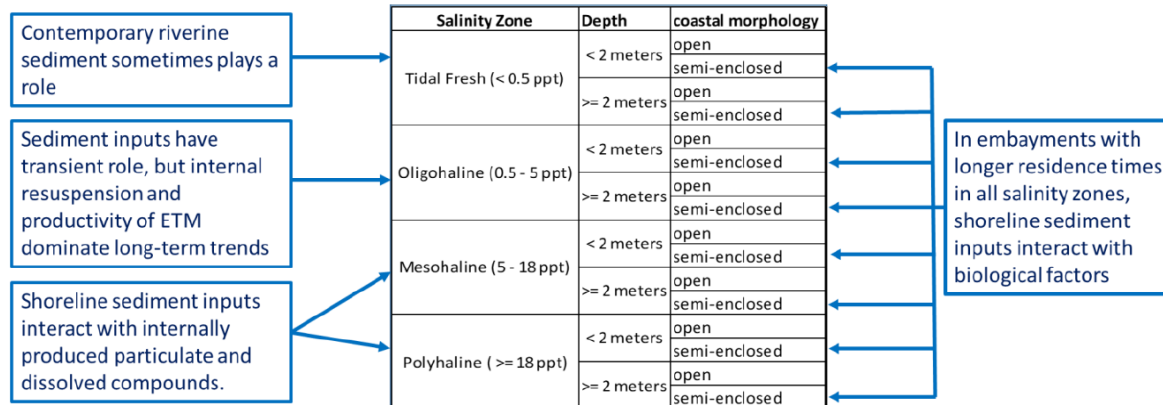 Contemporary riverine
sediment sometimes plays a
role
Sediment inputs have
transient role, but internal
resuspension and
productivity of ETM
dominate long-term trends
Shoreline sediment inputs
interact with internally
produced particulate and
dissolved compounds.
Salinity Zone Depth coastal morphology
Tidal Fresh (< 0.5 ppt)
< 2 meters
open
semi-enclosed
>= 2 meters
open
semi-enclosed
Oligohaline (0.5 - 5 ppt)
< 2 meters
open
semi-enclosed
>= 2 meters
open
semi-enclosed
Mesohaline (5 - 18 ppt)
< 2 meters
open
semi-enclosed
>= 2 meters
open
semi-enclosed
Polyhaline ( >= 18 ppt)
< 2 meters
open
semi-enclosed
>= 2 meters
open
semi-enclosed
In embayments with
longer residence times
in all salinity zones,
shoreline sediment
inputs interact with
biological factors